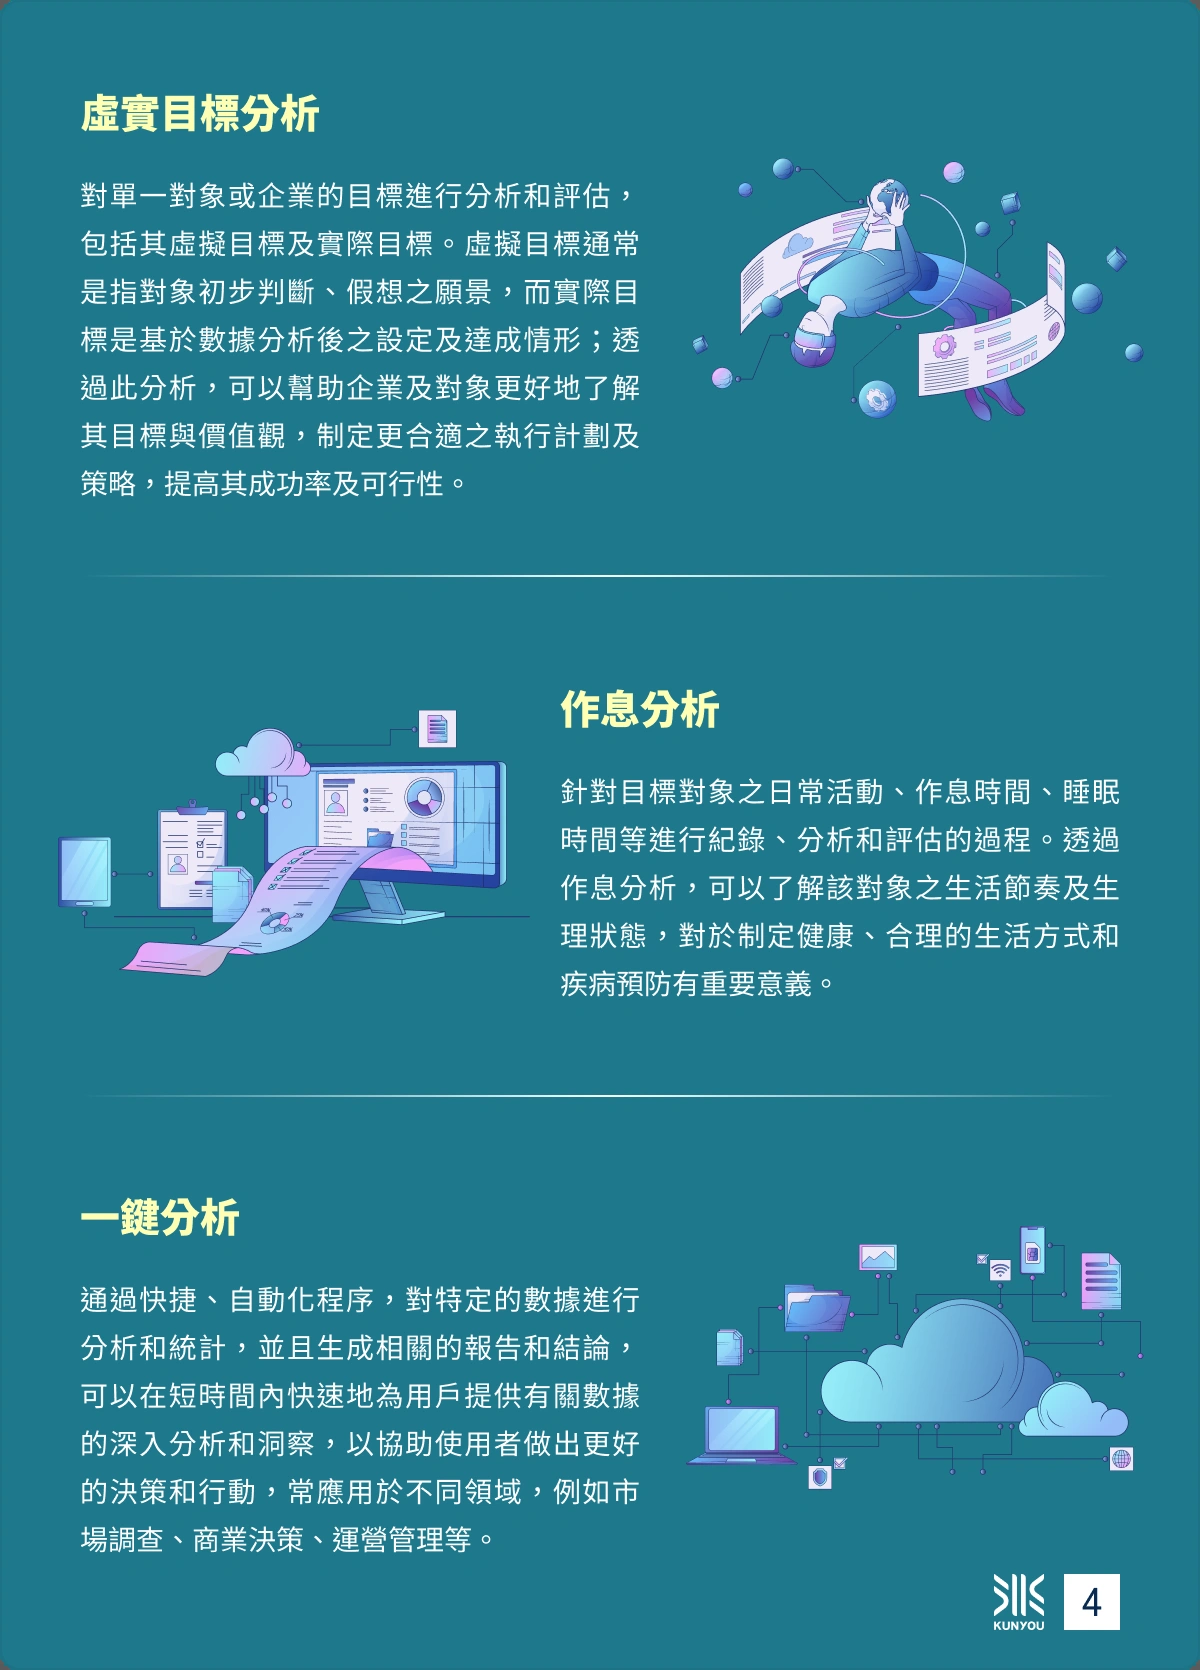 虛實目標分析
對單一對象或企業的目標進行分析和評估，
包括其虛擬目標及實際目標。虛擬目標通常
是指對象初步判斷、假想之願景，而實際目
標是基於數據分析後之設定及達成情形；透
過此分析，可以幫助企業及對象更好地了解
其目標與價值觀，制定更合適之執行計劃及
策略，提高其成功率及可行性。
作息分析
針對目標對象之日常活動、作息時間、睡眠
時間等進行紀錄、分析和評估的過程。透過
作息分析，可以了解該對象之生活節奏及生
理狀態，對於制定健康、合理的生活方式和
疾病預防有重要意義。
一鍵分析
通過快捷、自動化程序，對特定的數據進行
分析和統計，並且生成相關的報告和結論，
可以在短時間內快速地為用戶提供有關數據
的深入分析和洞察，以協助使用者做出更好
的決策和行動，常應用於不同領域，例如市
場調查、商業決策、運營管理等。
KUNYOU
4